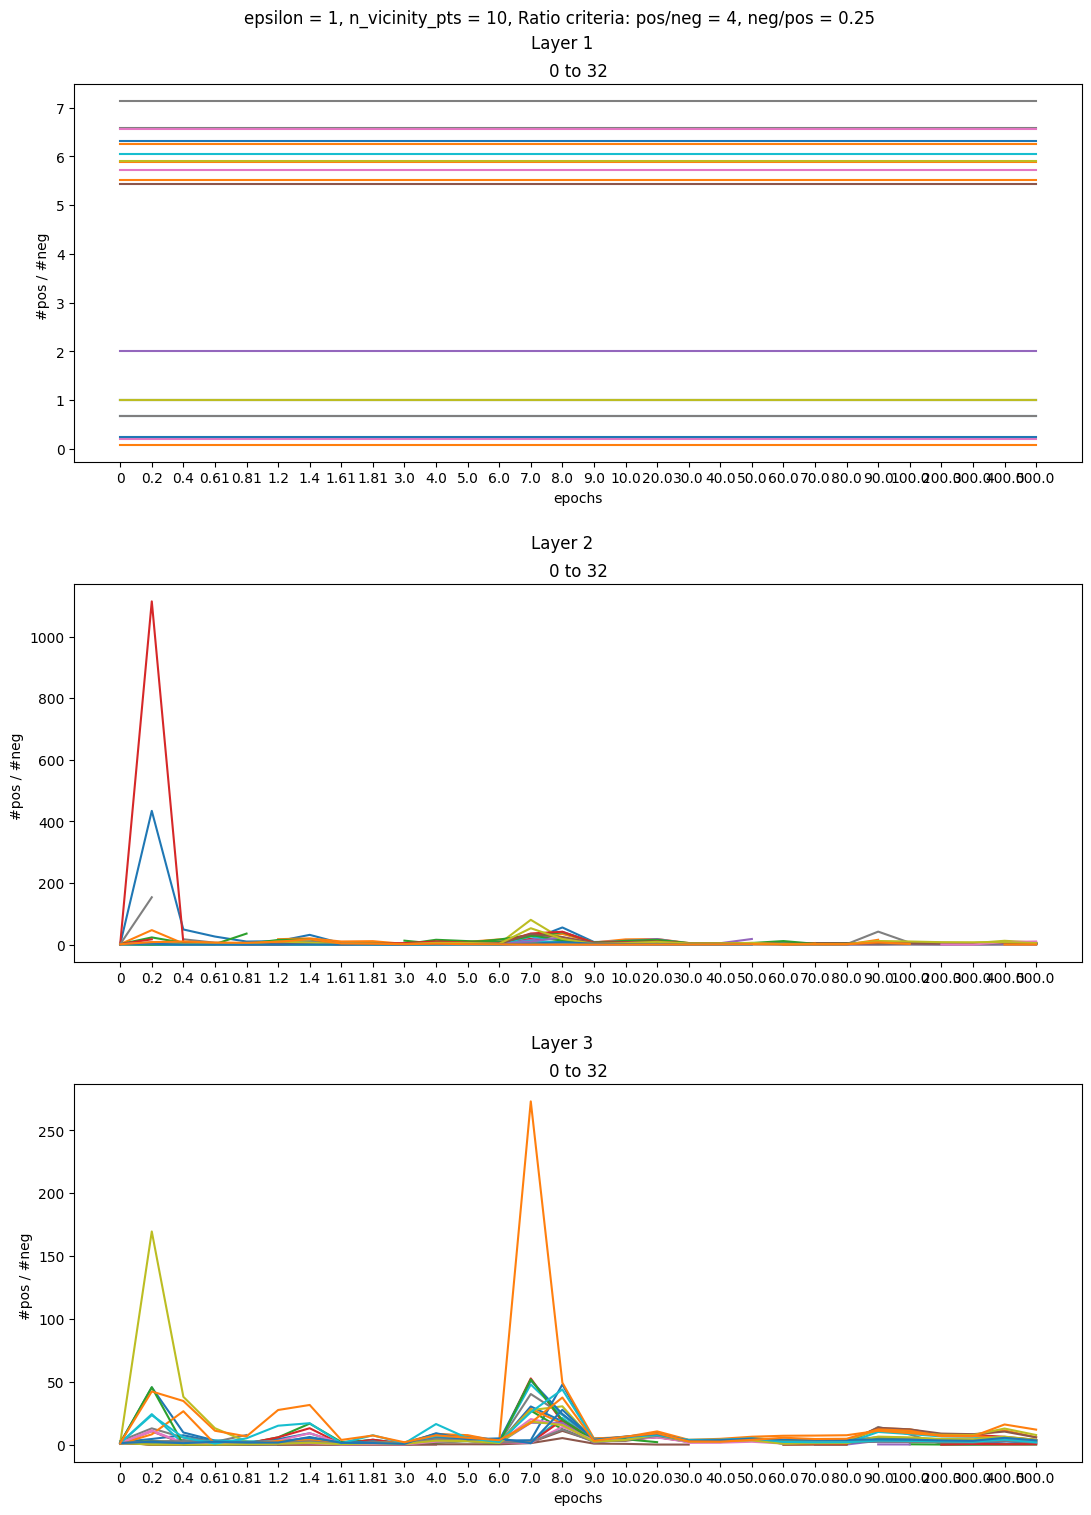 epsilon = 1, n_vicinity_pts = 10, Ratio criteria: pos/neg = 4, neg/pos = 0.25
Layer 1
0 to 32
7
6
5
4
3
2
1
0
#pos / #neg
0 0.2 0.4 0.61 0.81 1.2 1.4 1.61 1.81 3.0 4.0 5.0 6.0 7.0 8.0 9.0 10.0 20.0 30.0 40.0 50.0 60.0 70.0 80.0 90.0 100.0 200.0 300.0 400.0 500.0
epochs
Layer 2
0 to 32
1000
800
600
400
200
0
#pos / #neg
0 0.2 0.4 0.61 0.81 1.2 1.4 1.61 1.81 3.0 4.0 5.0 6.0 7.0 8.0 9.0 10.0 20.0 30.0 40.0 50.0 60.0 70.0 80.0 90.0 100.0 200.0 300.0 400.0 500.0
epochs
Layer 3
0 to 32
250
200
150
100
50
0
#pos / #neg
0 0.2 0.4 0.61 0.81 1.2 1.4 1.61 1.81 3.0 4.0 5.0 6.0 7.0 8.0 9.0 10.0 20.0 30.0 40.0 50.0 60.0 70.0 80.0 90.0 100.0 200.0 300.0 400.0 500.0
epochs